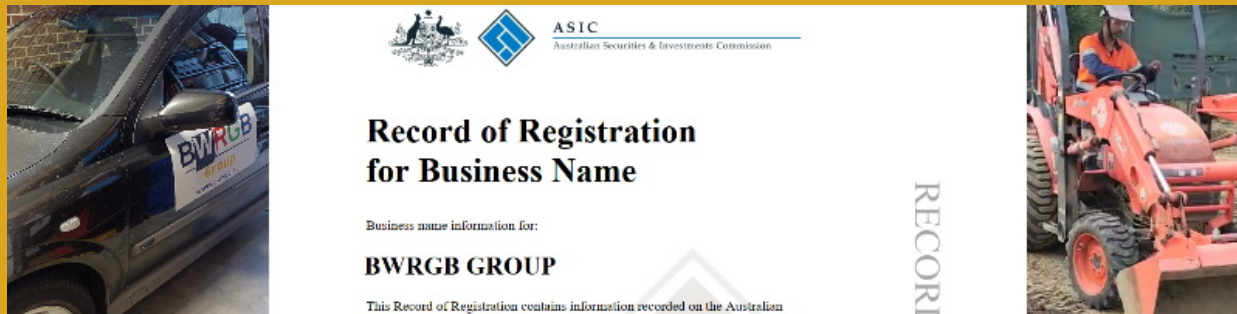 BWRGB
Group
ASIC
Australian Securities & Investments Commission
Record of Registration
for Business Name
Business name information for:
BWRGB GROUP
This Record of Registration contains information recorded on the Australian
RECOR